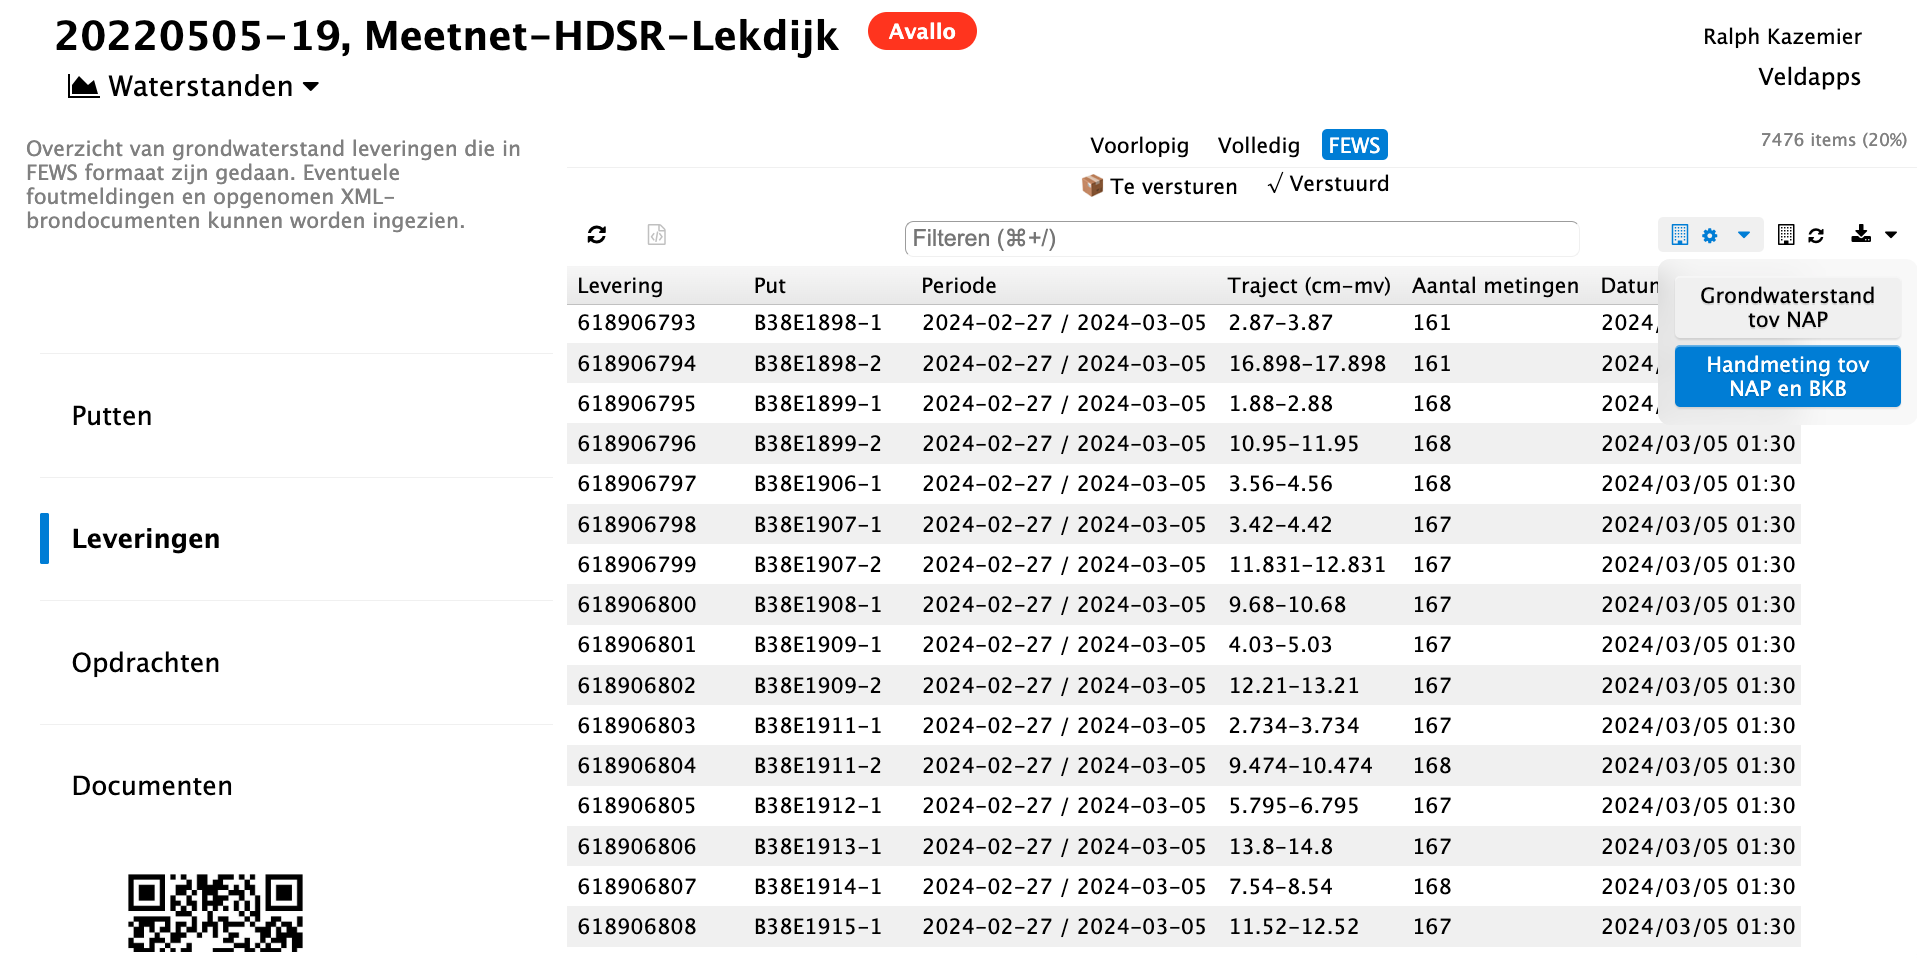 20220505-19, Meetnet-HDSR-Lekdijk Avallo
Ralph Kazemier
Waterstanden
Veldapps
Overzicht van grondwaterstand leveringen die in
FEWS formaat zijn gedaan. Eventuele
foutmeldingen en opgenomen XML-
brondocumenten kunnen worden ingezien.
Putten
Leveringen
Opdrachten
Documenten
Voorlopig Volledig FEWS
7476 items (20%)
📦 Te versturen √ Verstuurd
Filteren (⌘+/)
Levering Put Periode Traject (cm-mv) Aantal metingen
Grondwaterstand
tov NAP
Handmeting tov
NAP en BKB
618906793 B38E1898-1 2024-02-27 / 2024-03-05 2.87-3.87 161 2024/
618906794 B38E1898-2 2024-02-27 / 2024-03-05 16.898-17.898 161 2024/
618906795 B38E1899-1 2024-02-27 / 2024-03-05 1.88-2.88 168 2024/
618906796 B38E1899-2 2024-02-27 / 2024-03-05 10.95-11.95 168 2024/03/05 01:30
618906797 B38E1906-1 2024-02-27 / 2024-03-05 3.56-4.56 168 2024/03/05 01:30
618906798 B38E1907-1 2024-02-27 / 2024-03-05 3.42-4.42 167 2024/03/05 01:30
618906799 B38E1907-2 2024-02-27 / 2024-03-05 11.831-12.831 167 2024/03/05 01:30
618906800 B38E1908-1 2024-02-27 / 2024-03-05 9.68-10.68 167 2024/03/05 01:30
618906801 B38E1909-1 2024-02-27 / 2024-03-05 4.03-5.03 167 2024/03/05 01:30
618906802 B38E1909-2 2024-02-27 / 2024-03-05 12.21-13.21 167 2024/03/05 01:30
618906803 B38E1911-1 2024-02-27 / 2024-03-05 2.734-3.734 167 2024/03/05 01:30
618906804 B38E1911-2 2024-02-27 / 2024-03-05 9.474-10.474 168 2024/03/05 01:30
618906805 B38E1912-1 2024-02-27 / 2024-03-05 5.795-6.795 167 2024/03/05 01:30
618906806 B38E1913-1 2024-02-27 / 2024-03-05 13.8-14.8 167 2024/03/05 01:30
618906807 B38E1914-1 2024-02-27 / 2024-03-05 7.54-8.54 168 2024/03/05 01:30
618906808 B38E1915-1 2024-02-27 / 2024-03-05 11.52-12.52 167 2024/03/05 01:30